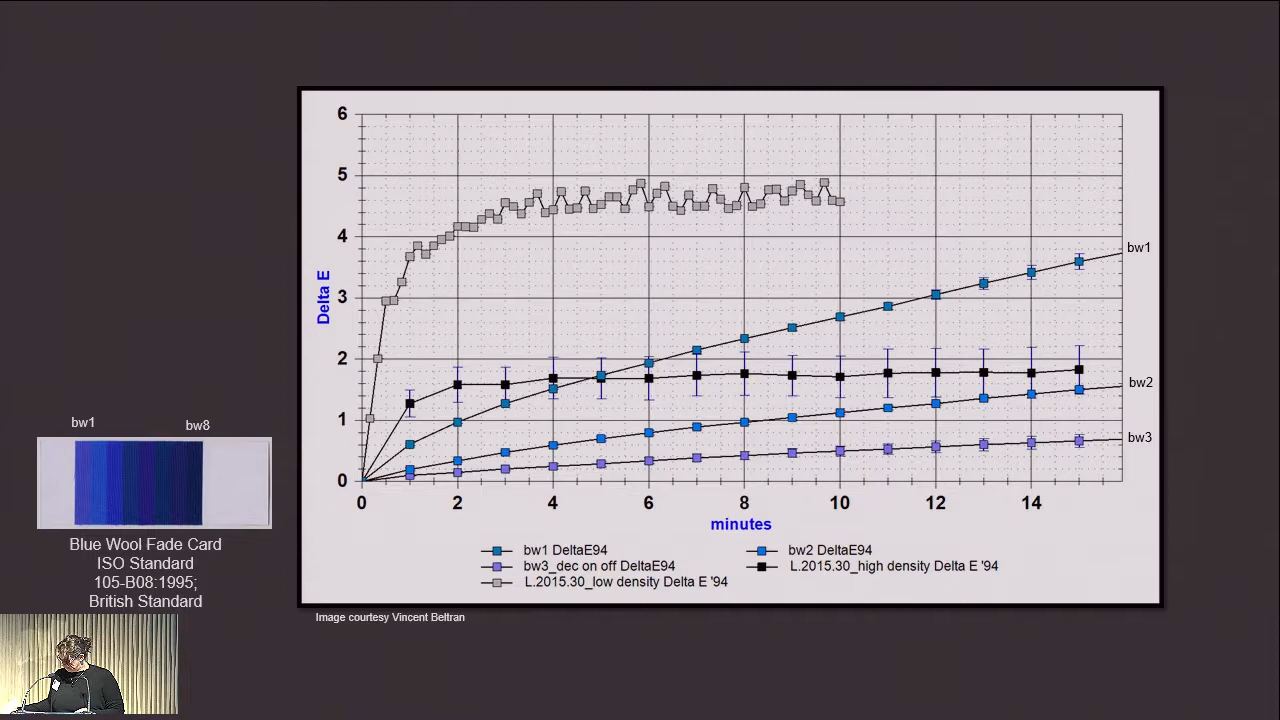 6
5
4
3
2
1
0
Delta E
0 2 4 6 8 10 12 14
minutes
bw1
bw2
bw3
bw1 DeltaE94
bw2 DeltaE94
bw3_dec on off DeltaE94
L.2015.30_high density Delta E '94
L.2015.30_low density Delta E '94
Image courtesy Vincent Beltran
bw1 bw8
Blue Wool Fade Card
ISO Standard
105-B08:1995;
British Standard